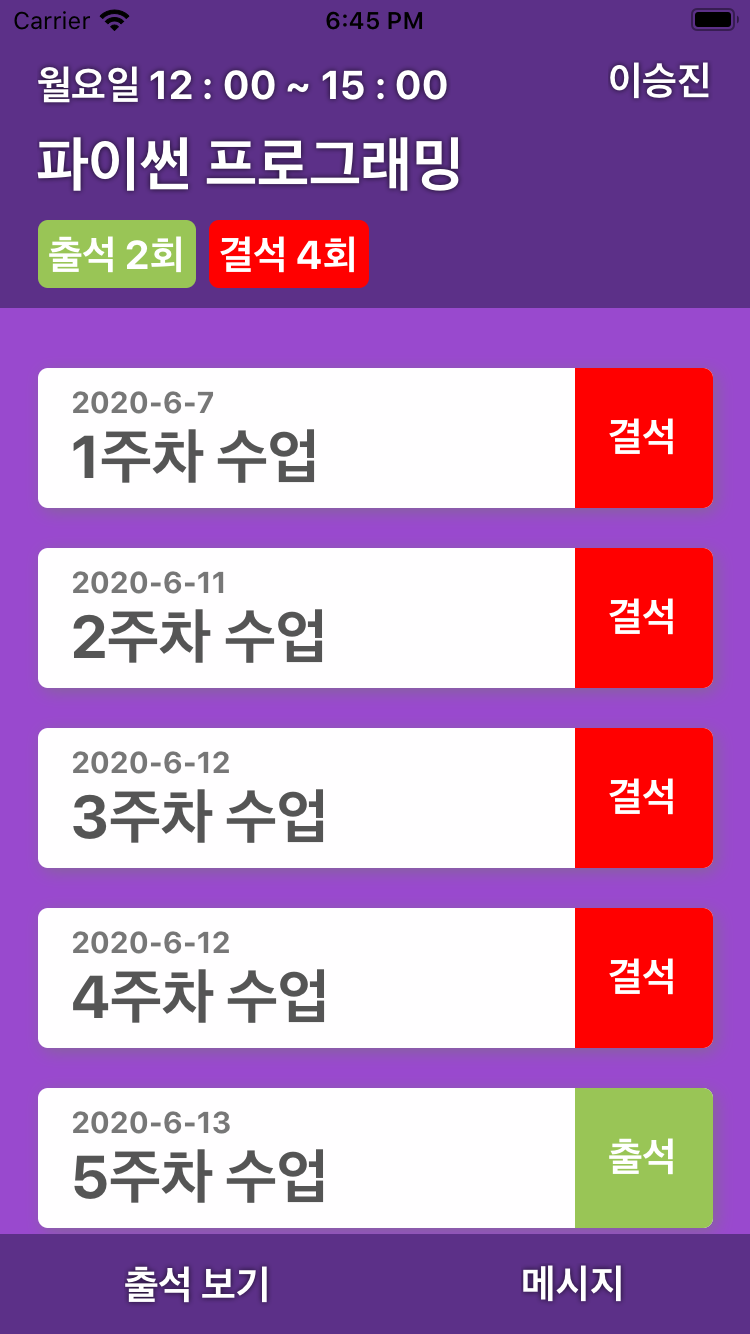 Carrier 6:45 PM
월요일 12 : 00 ~ 15 : 00 이승진
파이썬 프로그래밍
출석 2회 결석 4회
2020-6-7
1주차 수업
결석
2020-6-11
2주차 수업
결석
2020-6-12
3주차 수업
결석
2020-6-12
4주차 수업
결석
2020-6-13
5주차 수업
출석
출석 보기 메시지